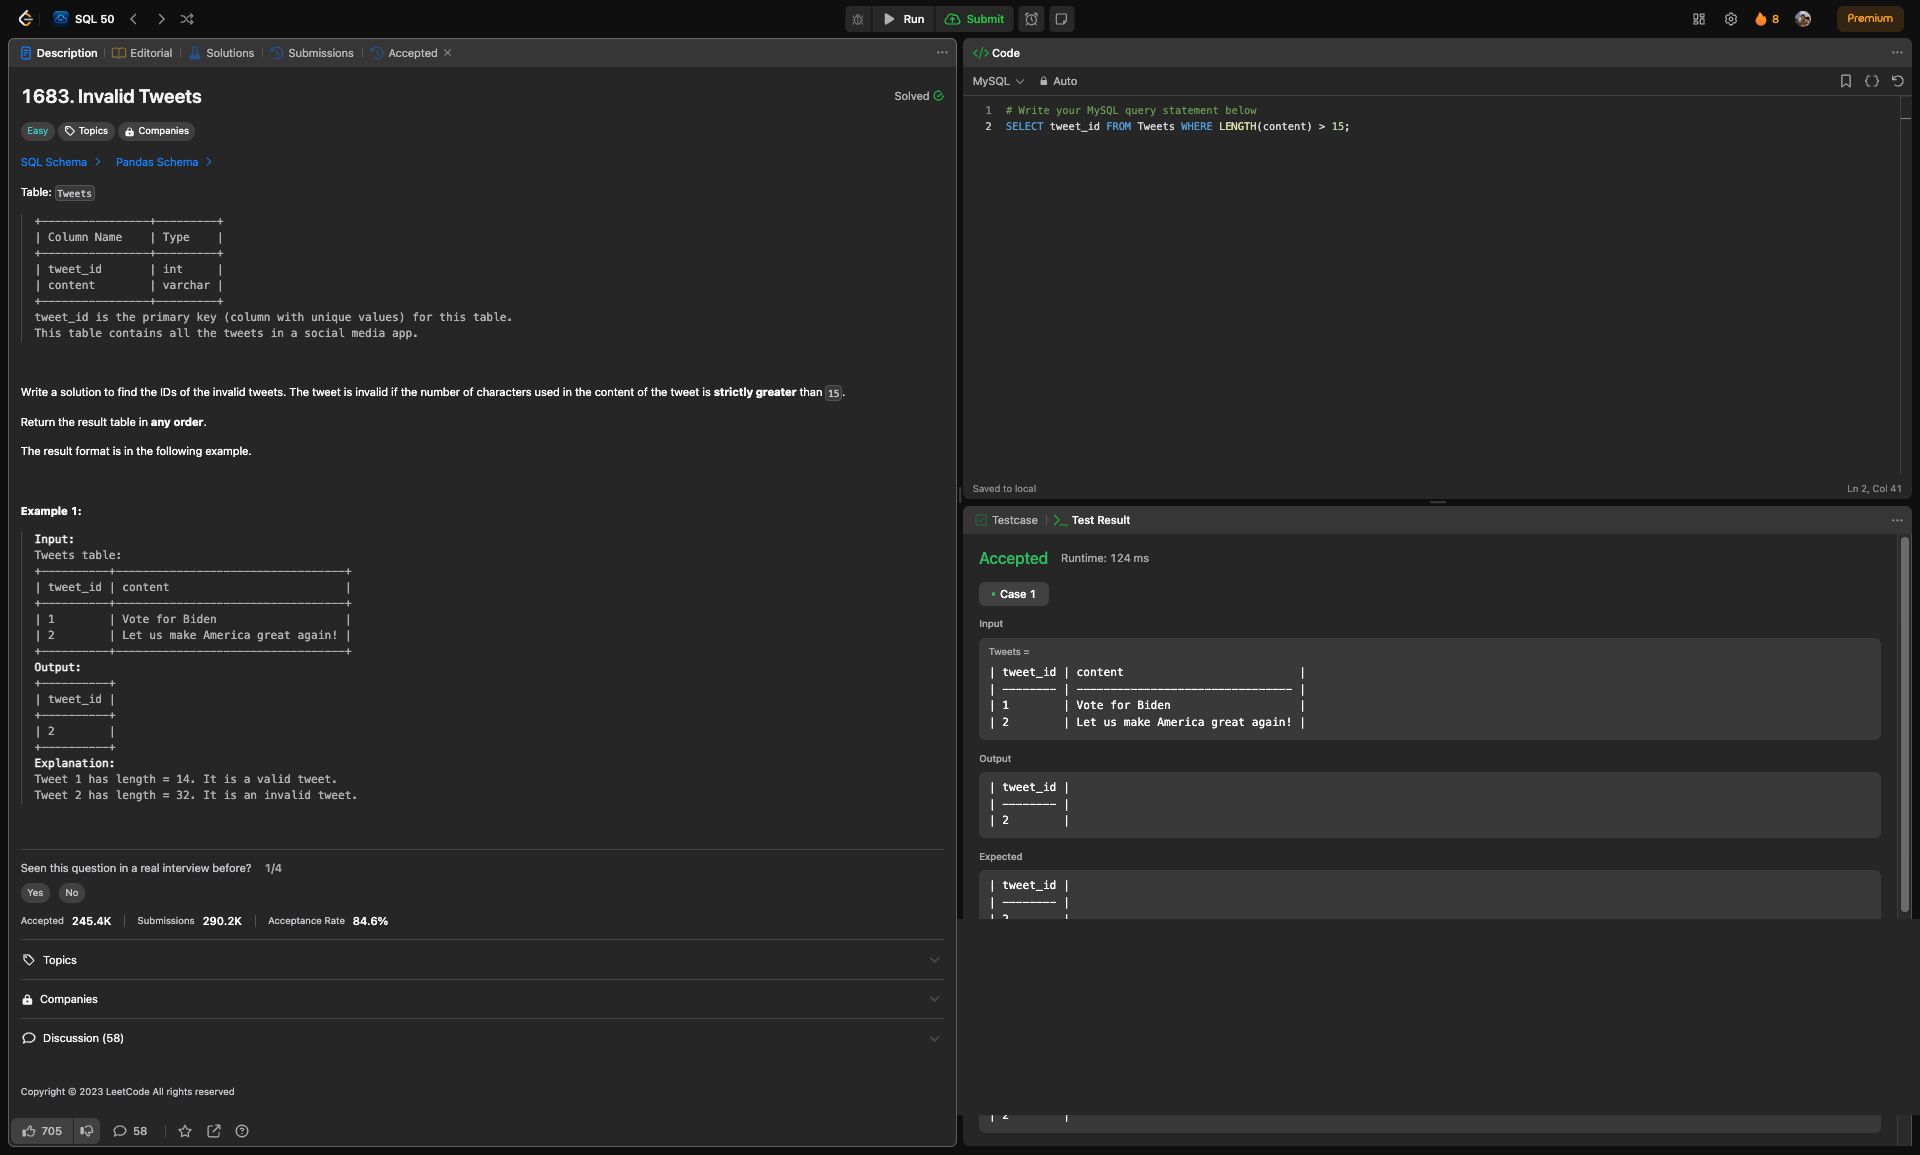 SQL 50
Run
Submit
8
Premium
Description
Editorial
Solutions
Submissions
Accepted
1683. Invalid Tweets
Solved
Easy
Topics
Companies
SQL Schema
Pandas Schema
Table: Tweets
+----------------+---------+
| Column Name    | Type    |
+----------------+---------+
| tweet_id       | int     |
| content        | varchar |
+----------------+---------+
tweet_id is the primary key (column with unique values) for this table.
This table contains all the tweets in a social media app.
Write a solution to find the IDs of the invalid tweets. The tweet is invalid if the number of characters used in the content of the tweet is strictly greater than 15.
Return the result table in any order.
The result format is in the following example.
Example 1:
Input:
Tweets table:
+----------+----------------------------------+
| tweet_id | content                          |
+----------+----------------------------------+
| 1        | Vote for Biden                   |
| 2        | Let us make America great again! |
+----------+----------------------------------+
Output:
+----------+
| tweet_id |
+----------+
| 2        |
+----------+
Explanation:
Tweet 1 has length = 14. It is a valid tweet.
Tweet 2 has length = 32. It is an invalid tweet.
Seen this question in a real interview before? 1/4
Yes
No
Accepted 245.4K
Submissions 290.2K
Acceptance Rate 84.6%
Topics
Companies
Discussion (58)
Copyright © 2023 LeetCode All rights reserved
705
58
</> Code
MySQL
Auto
1 # Write your MySQL query statement below
2 SELECT tweet_id FROM Tweets WHERE LENGTH(content) > 15;
Saved to local
Ln 2, Col 41
Testcase
>_ Test Result
Accepted
Runtime: 124 ms
• Case 1
Input
Tweets =
| tweet_id | content                          |
| -------- | -------------------------------- |
| 1        | Vote for Biden                   |
| 2        | Let us make America great again! |
Output
| tweet_id |
| -------- |
| 2        |
Expected
| tweet_id |
| -------- |
| 2        |